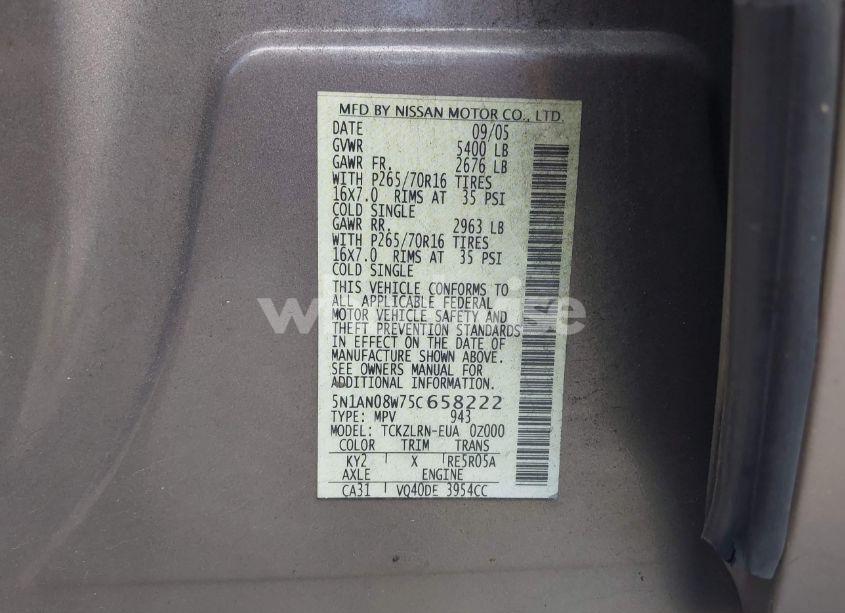 MFD BY NISSAN MOTOR CO., LTD.
DATE 09/05
GVWR 5400 LB
GAWR FR. 2676 LB
WITH P265/70R16 TIRES
16X7.0 RIMS AT 35 PSI
COLD SINGLE
GAWR RR. 2963 LB
WITH P265/70R16 TIRES
16X7.0 RIMS AT 35 PSI
COLD SINGLE
THIS VEHICLE CONFORMS TO
ALL APPLICABLE FEDERAL
MOTOR VEHICLE SAFETY AND
THEFT PREVENTION STANDARDS
IN EFFECT ON THE DATE OF
MANUFACTURE SHOWN ABOVE.
SEE OWNERS MANUAL FOR
ADDITIONAL INFORMATION.
5N1AN08W75C658222
TYPE: MPV 943
MODEL: TCKZLRN-EUA 0Z000
COLOR TRIM TRANS
KY2 X RE5R05A
AXLE ENGINE
CA31 VQ40DE 3954CC